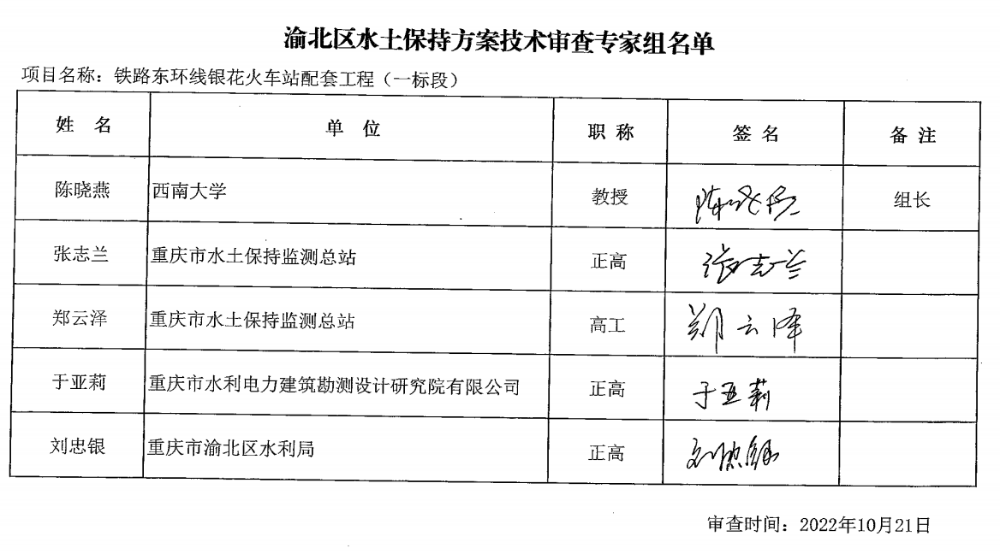 渝北区水土保持方案技术审查专家组名单
项目名称：铁路东环线银花火车站配套工程（一标段）
姓 名 单 位 职 称 签 名 备 注
陈晓燕 西南大学 教授 陈晓燕 组长
张志兰 重庆市水土保持监测总站 正高 张志兰
郑云泽 重庆市水土保持监测总站 高工 郑云泽
于亚莉 重庆市水利电力建筑勘测设计研究院有限公司 正高 于亚莉
刘忠银 重庆市渝北区水利局 正高 刘忠银
审查时间：2022年10月21日